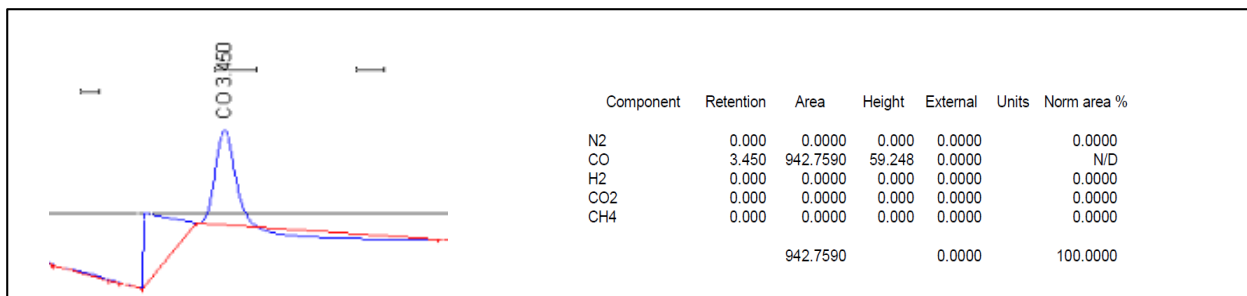 CO 3.450
Component Retention Area Height External Units Norm area %
N2 0.000 0.0000 0.000 0.0000 0.0000
CO 3.450 942.7590 59.248 0.0000 N/D
H2 0.000 0.0000 0.000 0.0000 0.0000
CO2 0.000 0.0000 0.000 0.0000 0.0000
CH4 0.000 0.0000 0.000 0.0000 0.0000
942.7590 0.0000 100.0000